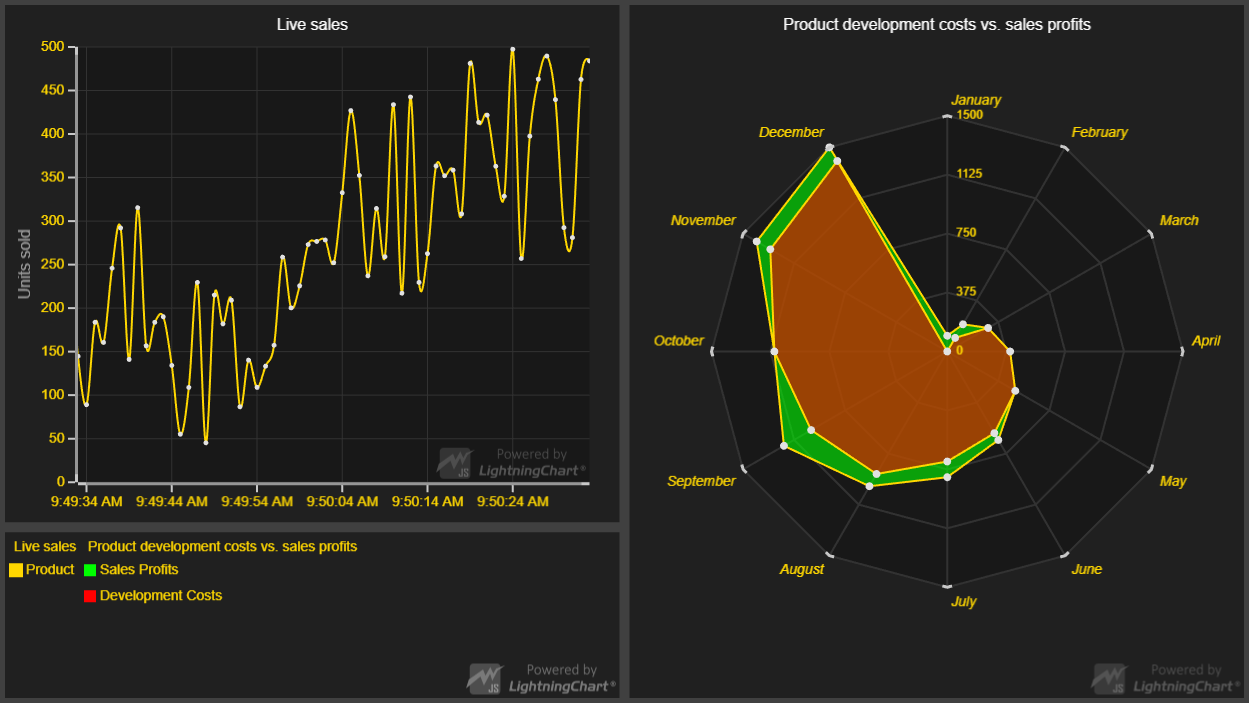 Live sales
500
450
400
350
300
250
200
150
100
50
0
Units sold
9:49:34 AM 9:49:44 AM 9:49:54 AM 9:50:04 AM 9:50:14 AM 9:50:24 AM
Powered by
JS LightningChart®
Live sales Product development costs vs. sales profits
Product Sales Profits
Development Costs
Powered by
JS LightningChart®
Product development costs vs. sales profits
January
1500
December February
1125
November March
750
375
October 0 April
September May
August June
July
Powered by
JS LightningChart®